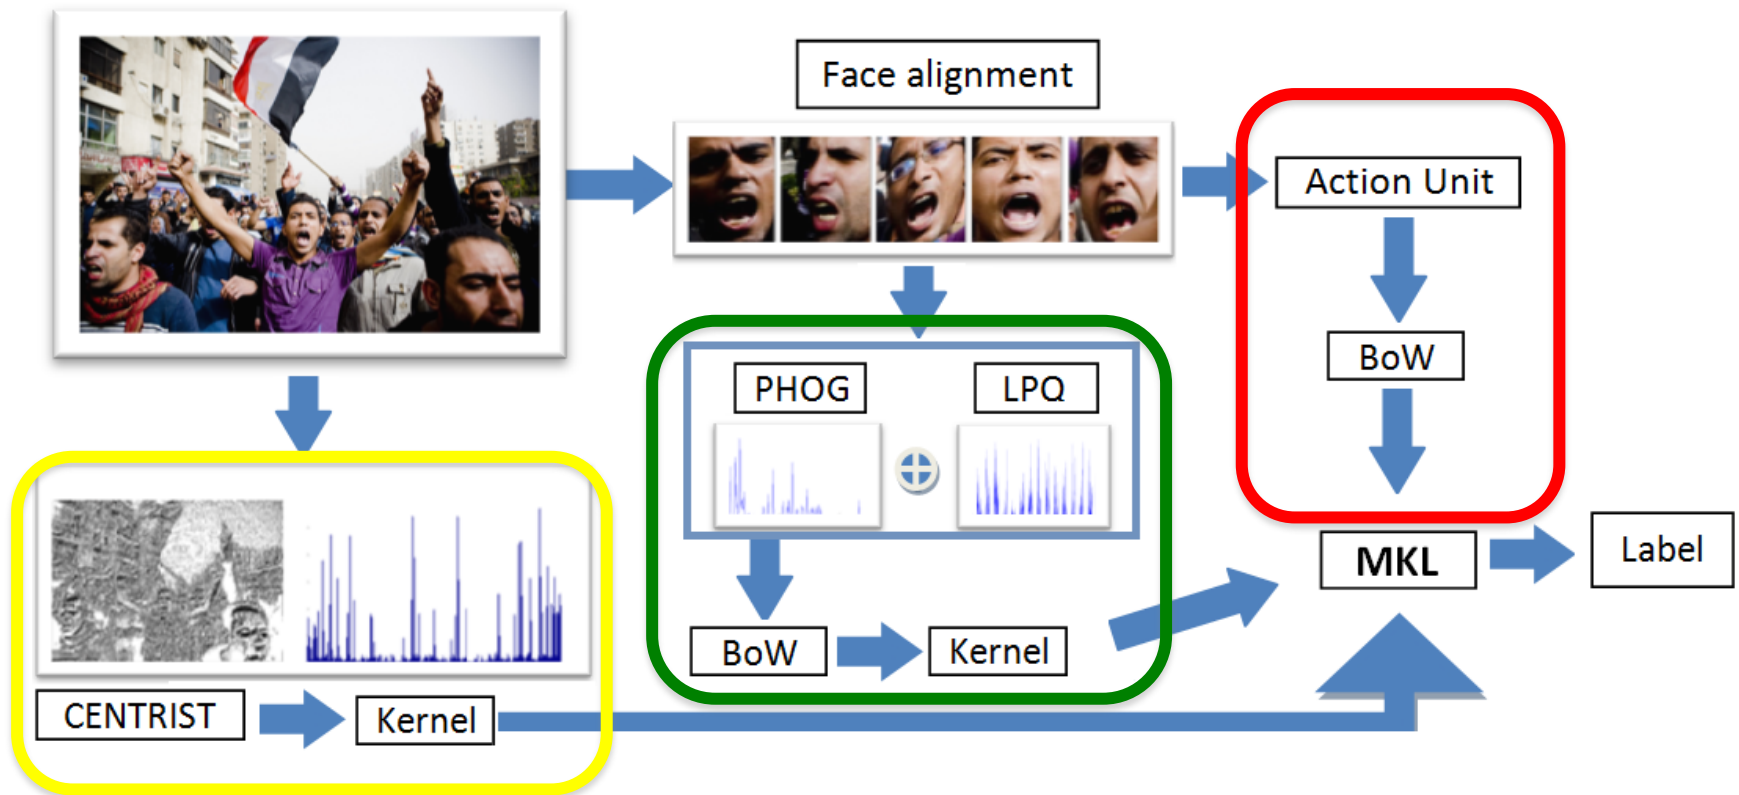 Face alignment
Action Unit
BoW
PHOG
LPQ
MKL
Label
BoW
Kernel
CENTRIST
Kernel